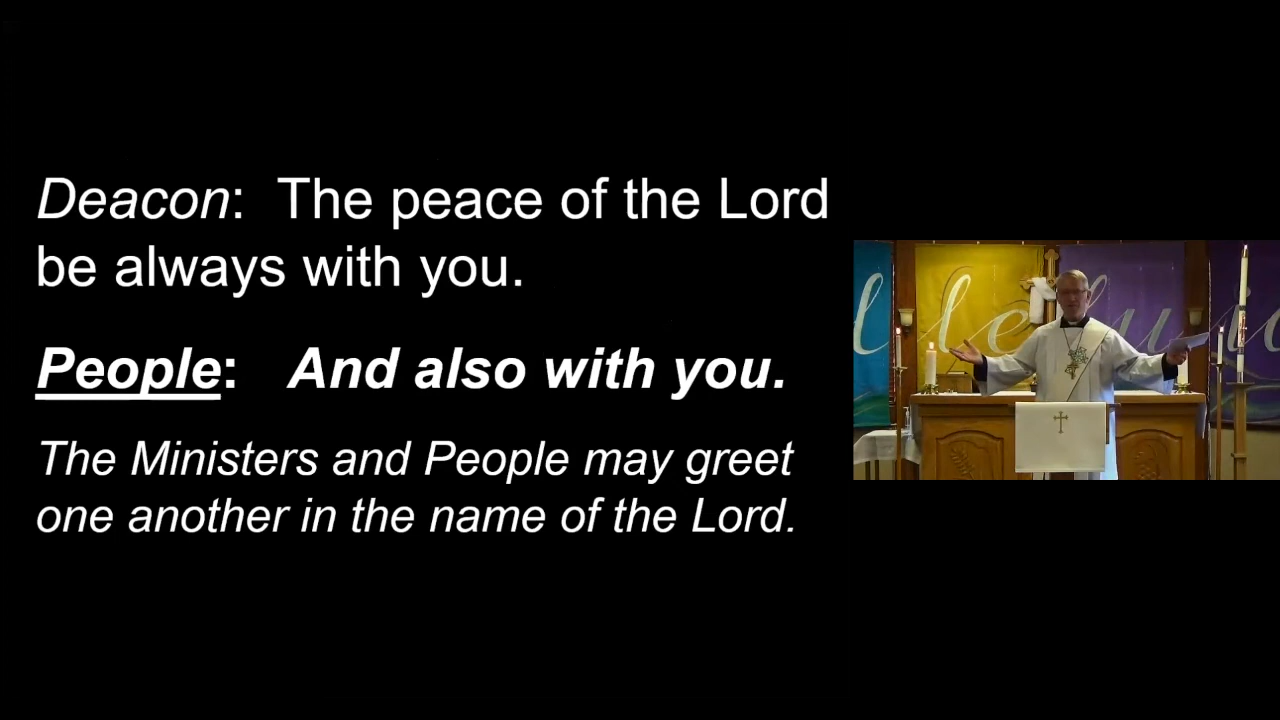 Deacon: The peace of the Lord
be always with you.
People: And also with you.
The Ministers and People may greet
one another in the name of the Lord.
lleluia